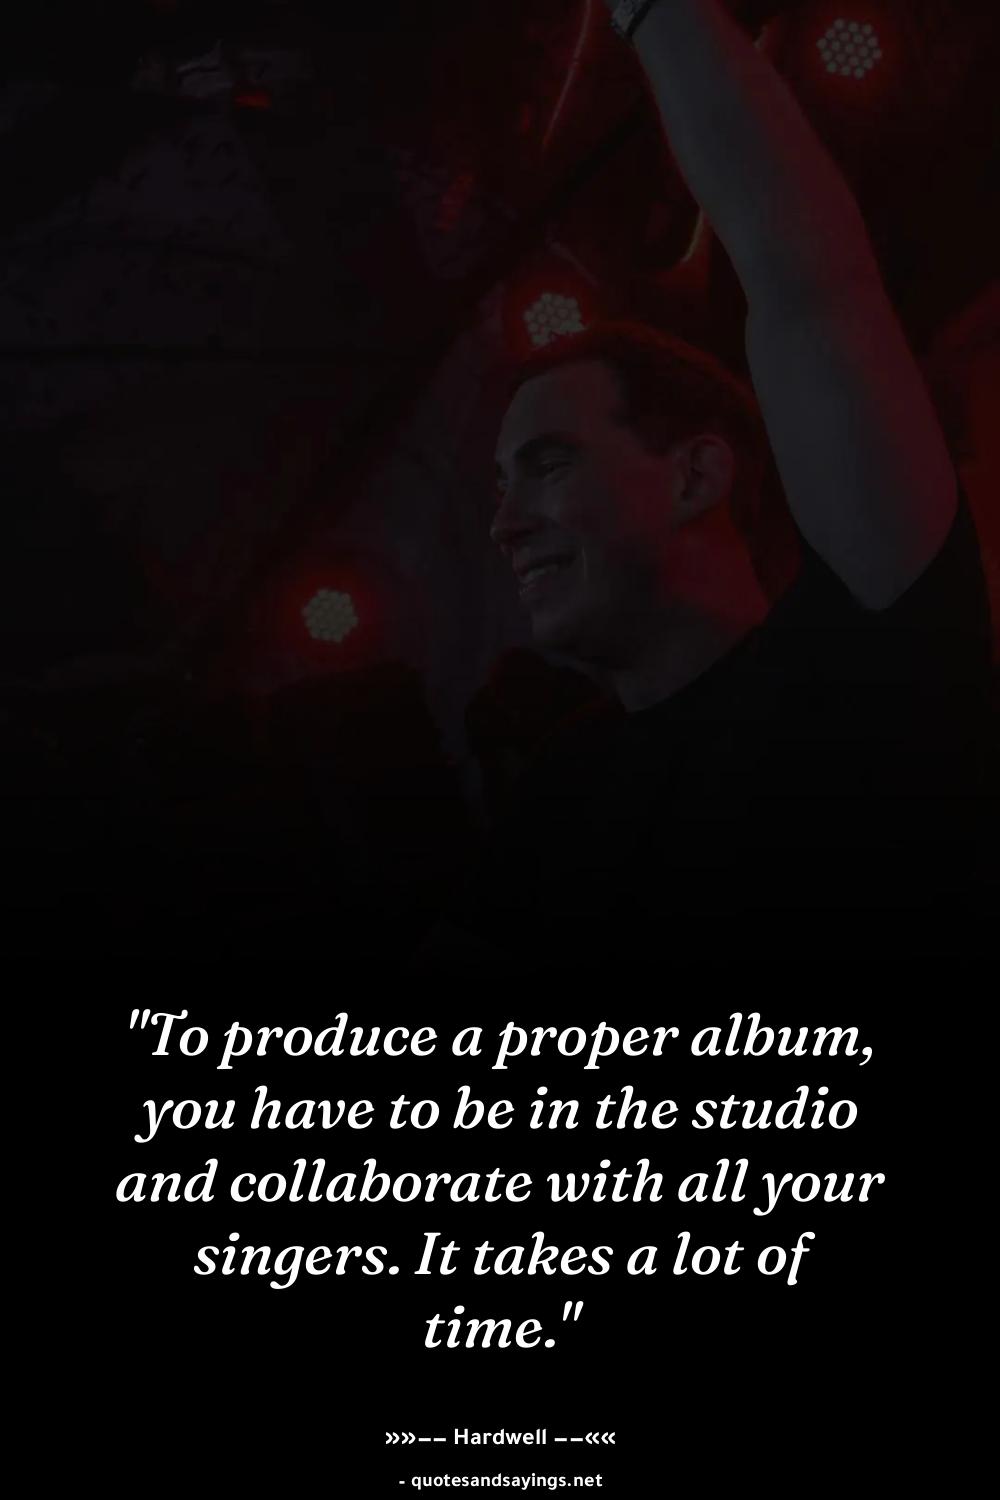 "To produce a proper album,
you have to be in the studio
and collaborate with all your
singers. It takes a lot of
time."
»»−− Hardwell −−««
- quotesandsayings.net